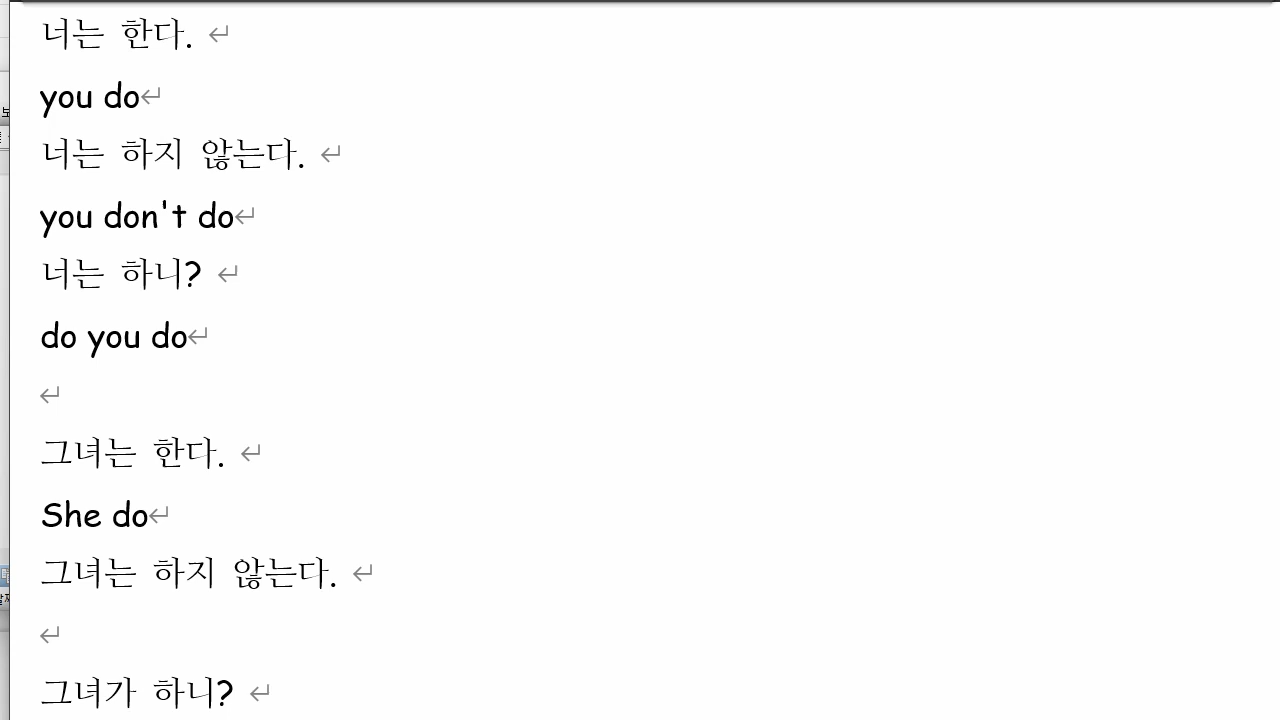 너는 한다.
you do
너는 하지 않는다.
you don't do
너는 하니?
do you do
그녀는 한다.
She do
그녀는 하지 않는다.
그녀가 하니?